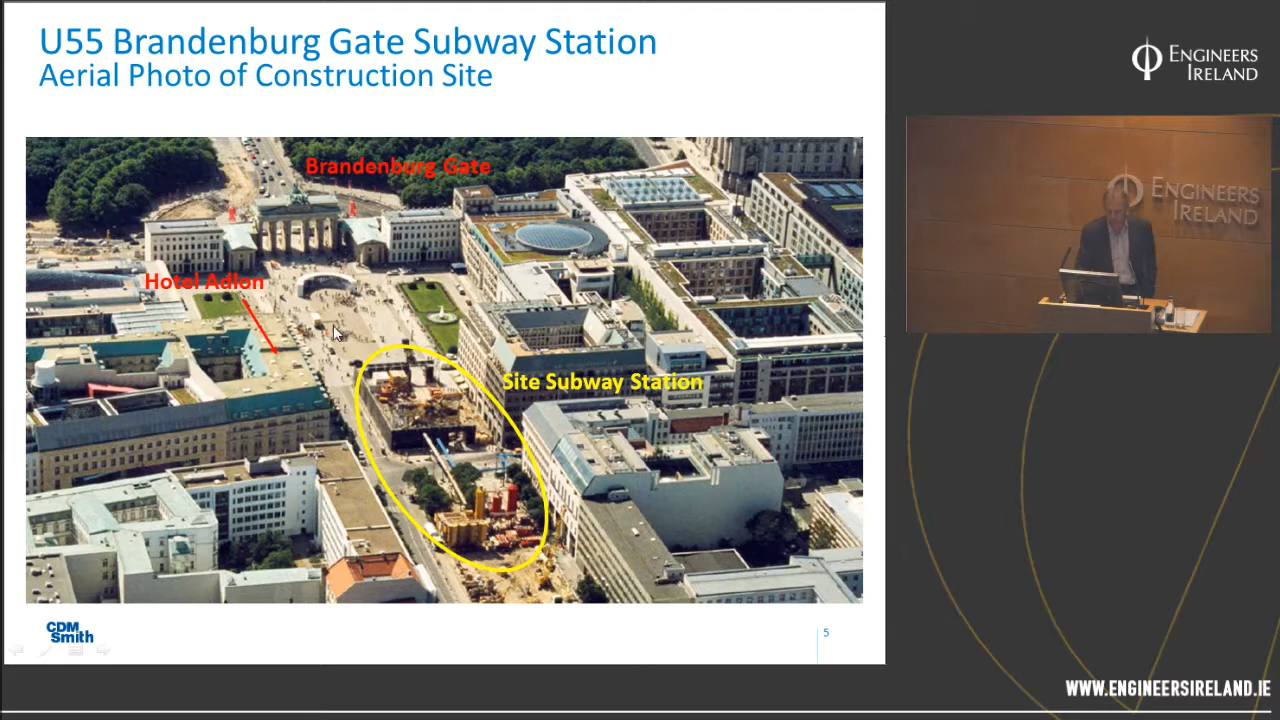 U55 Brandenburg Gate Subway Station
Aerial Photo of Construction Site
Brandenburg Gate
Hotel Adlon
Site Subway Station
CDM
Smith
5
ENGINEERS
IRELAND
ENGINEERS
IRELAND
WWW.ENGINEERSIRELAND.IE